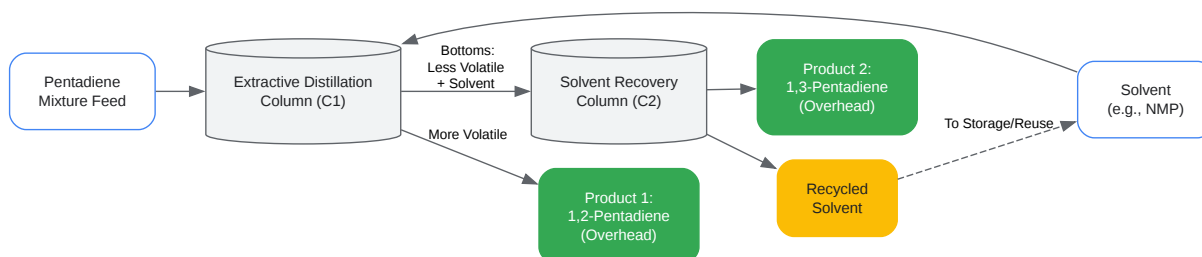 Pentadiene
Mixture Feed
Extractive Distillation
Column (C1)
Bottoms:
Less Volatile
+ Solvent
More Volatile
Solvent Recovery
Column (C2)
Product 1:
1,2-Pentadiene
(Overhead)
Product 2:
1,3-Pentadiene
(Overhead)
Recycled
Solvent
To Storage/Reuse
Solvent
(e.g., NMP)